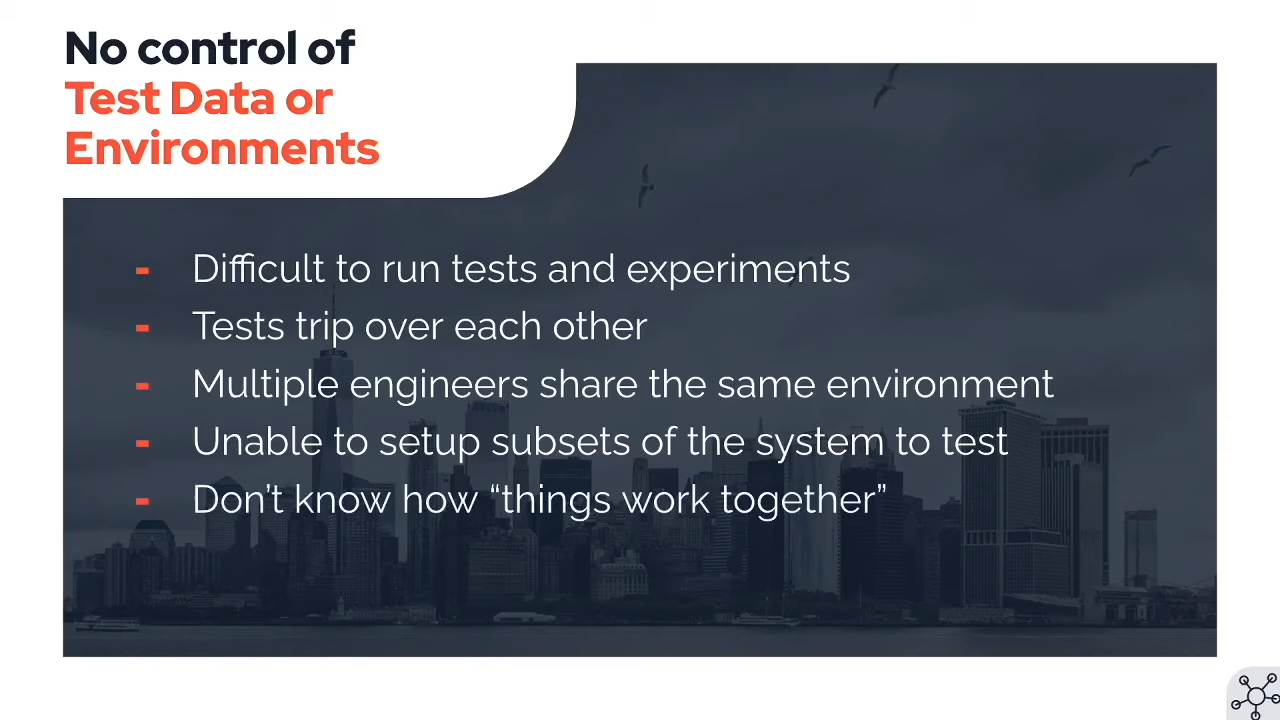 No control of
Test Data or
Environments
- Difficult to run tests and experiments
- Tests trip over each other
- Multiple engineers share the same environment
- Unable to setup subsets of the system to test
- Don’t know how “things work together”